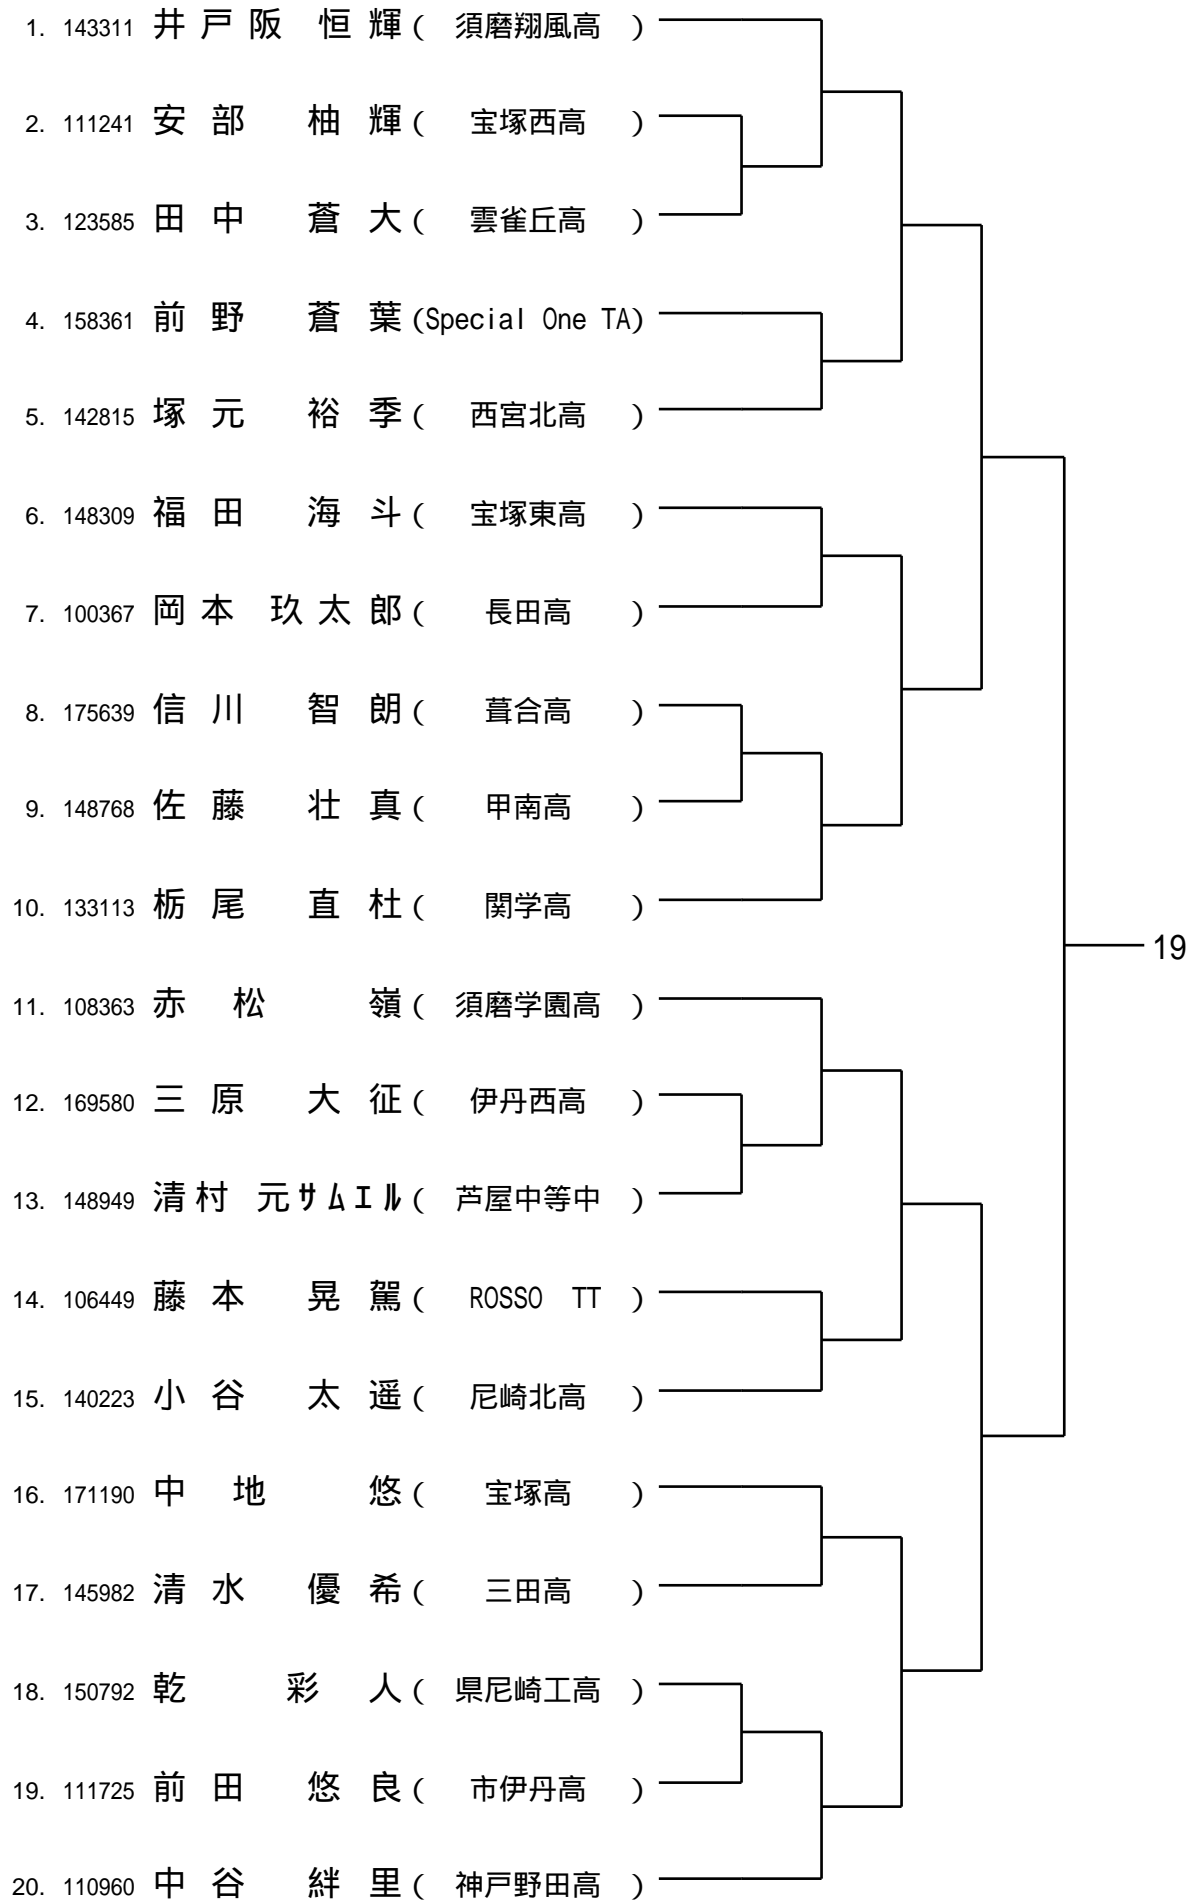 1. 143311 井戸阪 恒輝( 須磨翔風高 )
2. 111241 安部 柚輝( 宝塚西高 )
3. 123585 田中 蒼大( 雲雀丘高 )
4. 158361 前野 蒼葉(Special One TA)
5. 142815 塚元 裕季( 西宮北高 )
6. 148309 福田 海斗( 宝塚東高 )
7. 100367 岡本 玖太郎( 長田高 )
8. 175639 信川 智朗( 葺合高 )
9. 148768 佐藤 壮真( 甲南高 )
10. 133113 栃尾 直杜( 関学高 )
19
11. 108363 赤松 嶺( 須磨学園高 )
12. 169580 三原 大征( 伊丹西高 )
13. 148949 清村 元ｻﾑｴﾙ( 芦屋中等中 )
14. 106449 藤本 晃駕( ROSSO TT )
15. 140223 小谷 太遥( 尼崎北高 )
16. 171190 中地 悠( 宝塚高 )
17. 145982 清水 優希( 三田高 )
18. 150792 乾 彩人( 県尼崎工高 )
19. 111725 前田 悠良( 市伊丹高 )
20. 110960 中谷 絆里( 神戸野田高 )